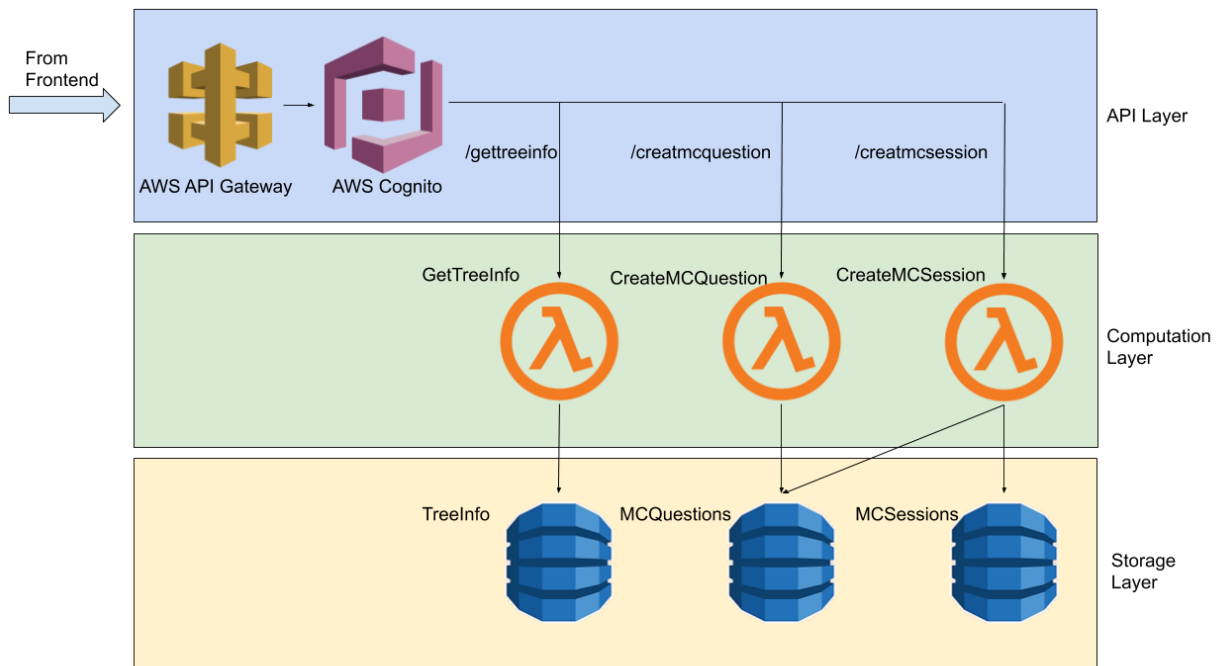 From
Frontend
AWS API Gateway
AWS Cognito
/gettreeinfo
/creatmcquestion
/creatmcsession
API Layer
GetTreeInfo
CreateMCQuestion
CreateMCSession
Computation
Layer
TreeInfo
MCQuestions
MCSessions
Storage
Layer